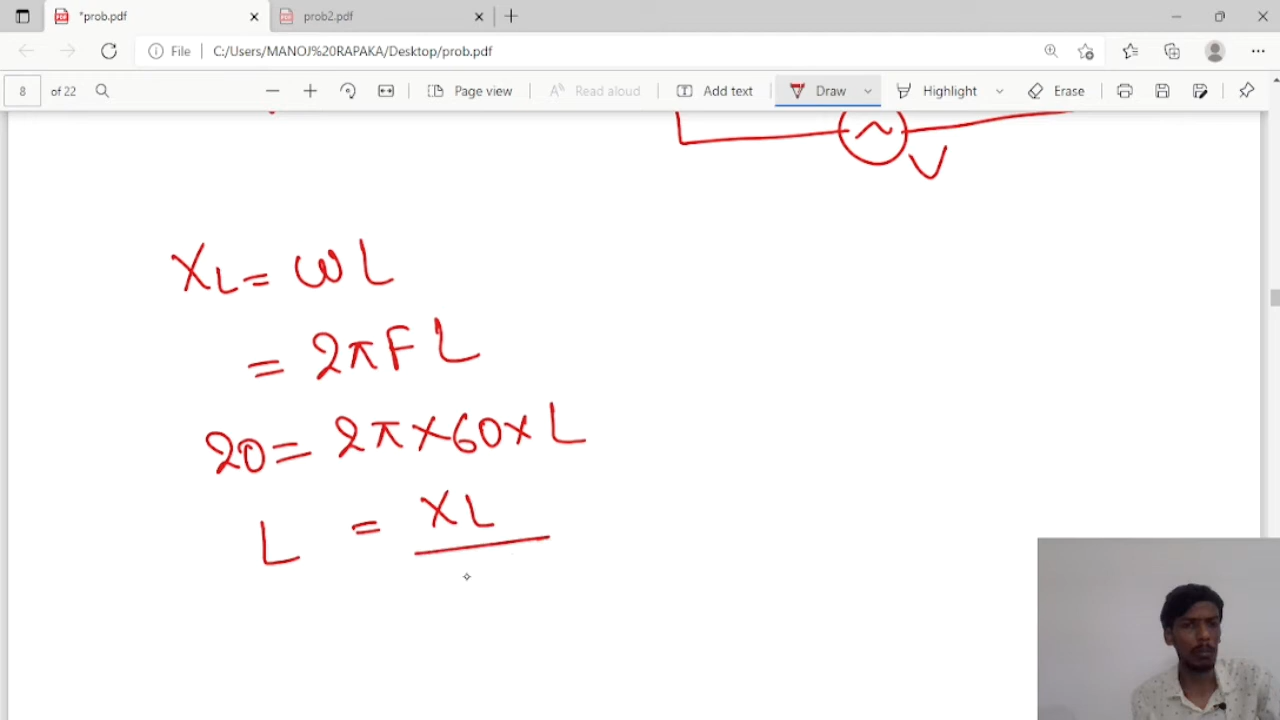 *prob.pdf
prob2.pdf
File C:/Users/MANOJ%20RAPAKA/Desktop/prob.pdf
8 of 22 Page view Read aloud Add text Draw Highlight Erase
V
XL = ωL
= 2πFL
20 = 2π×60×L
L = XL